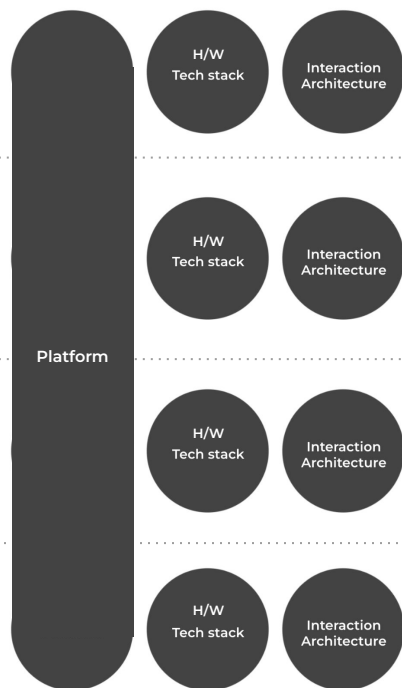 H/W
Tech stack
Interaction
Architecture
H/W
Tech stack
Interaction
Architecture
Platform
H/W
Tech stack
Interaction
Architecture
H/W
Tech stack
Interaction
Architecture